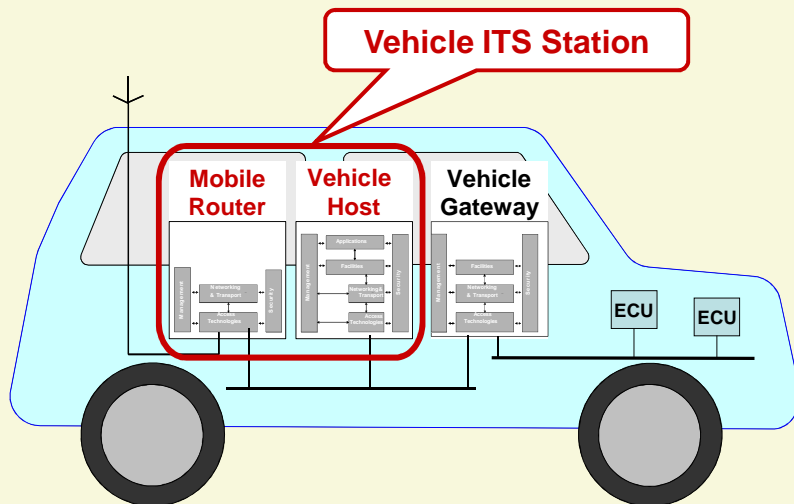 Vehicle ITS Station
Mobile
Router
Vehicle
Host
Vehicle
Gateway
Management
Networking
& Transport
Access
Technologies
Security
Management
Applications
Facilities
Networking &
Transport
Access
Technologies
Security
Management
Facilities
Networking
& Transport
Access
Technologies
Security
ECU
ECU